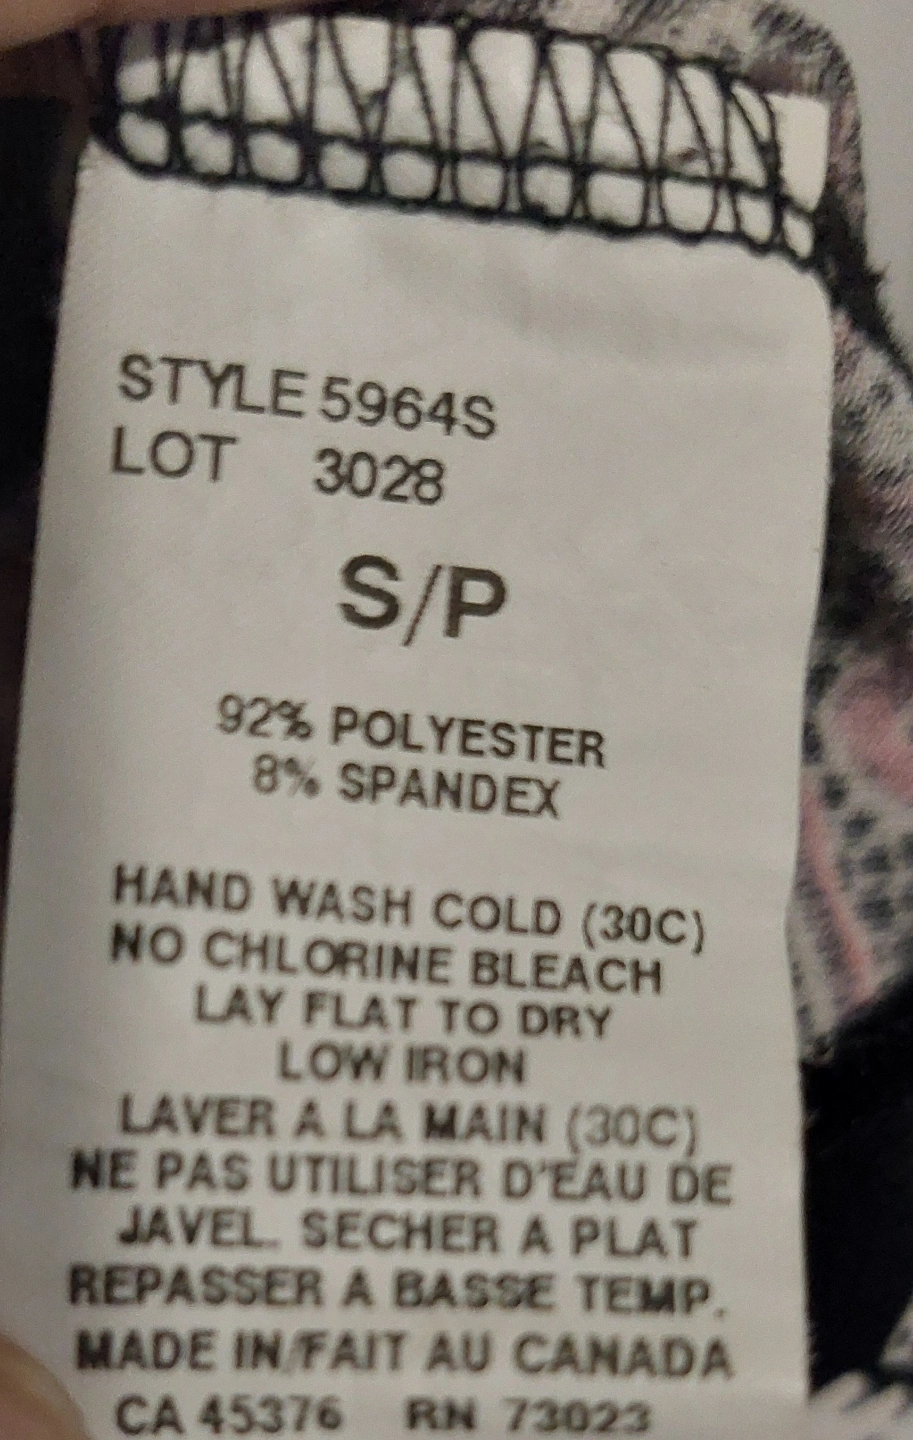 STYLE 5964S
LOT 3028
S/P
92% POLYESTER
8% SPANDEX
HAND WASH COLD (30C)
NO CHLORINE BLEACH
LAY FLAT TO DRY
LOW IRON
LAVER A LA MAIN (30C)
NE PAS UTILISER D'EAU DE
JAVEL. SECHER A PLAT
REPASSER A BASSE TEMP.
MADE IN/FAIT AU CANADA
CA 45376 RN 73023